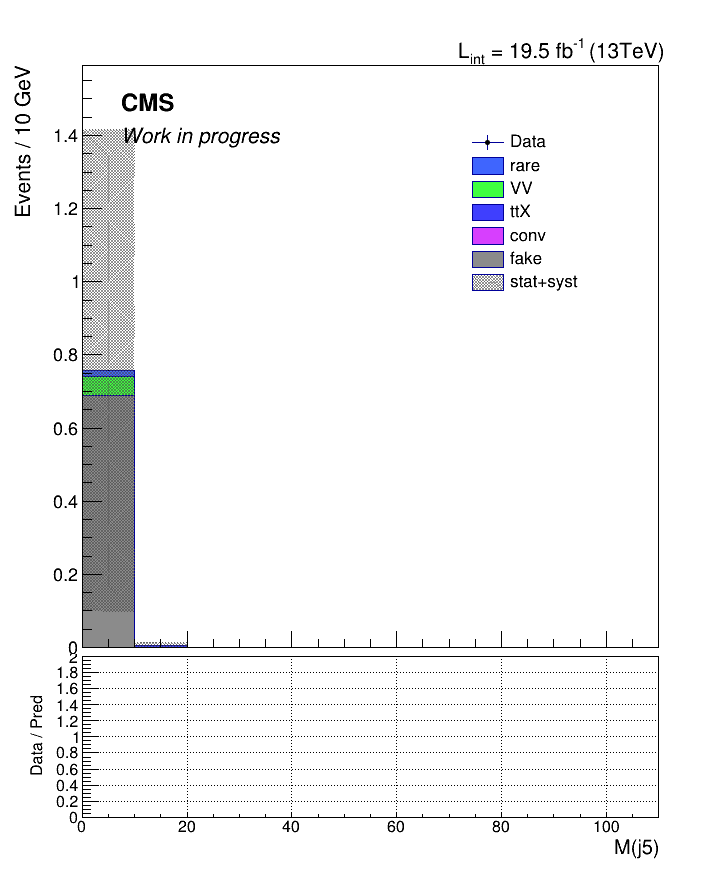 L_int = 19.5 fb^-1 (13TeV)
CMS
Work in progress
Events / 10 GeV
1.4
1.2
1
0.8
0.6
0.4
0.2
0
Data
rare
VV
ttX
conv
fake
stat+syst
Data / Pred
2
1.8
1.6
1.4
1.2
1
0.8
0.6
0.4
0.2
0
0 20 40 60 80 100
M(j5)